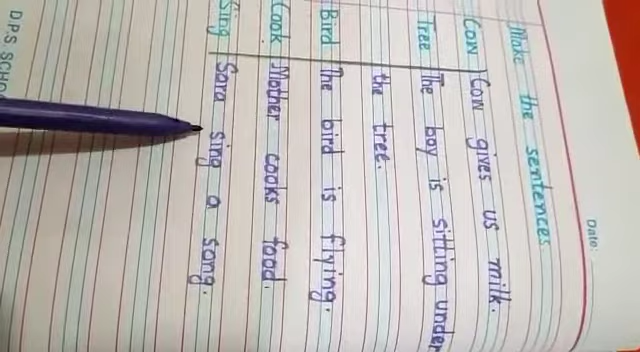 Date:
Make the sentences
Cow Cow gives us milk.
Tree The boy is sitting under
the tree.
Bird The bird is flying.
Cook Mother cooks food.
Sing Sara sing a song.
D.P.S.